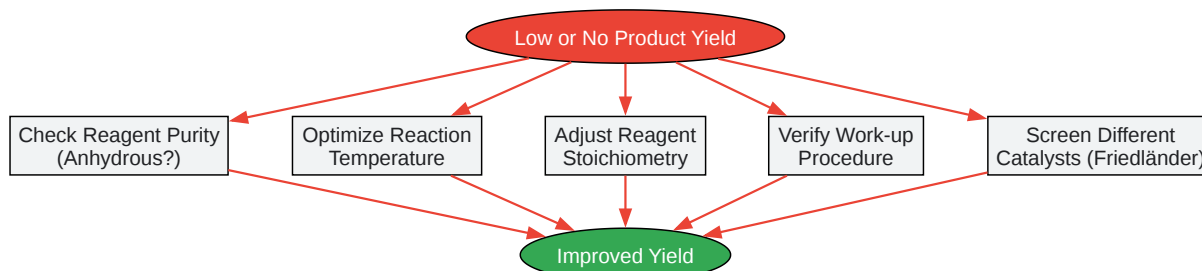 Low or No Product Yield
Check Reagent Purity
(Anhydrous?)
Optimize Reaction
Temperature
Adjust Reagent
Stoichiometry
Verify Work-up
Procedure
Screen Different
Catalysts (Friedländer)
Improved Yield